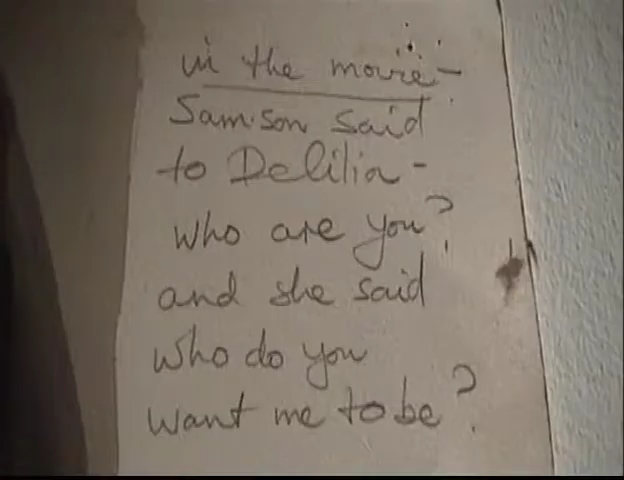 in the movie-
Samson said
to Delilia -
who are you?
and she said
who do you
want me to be?